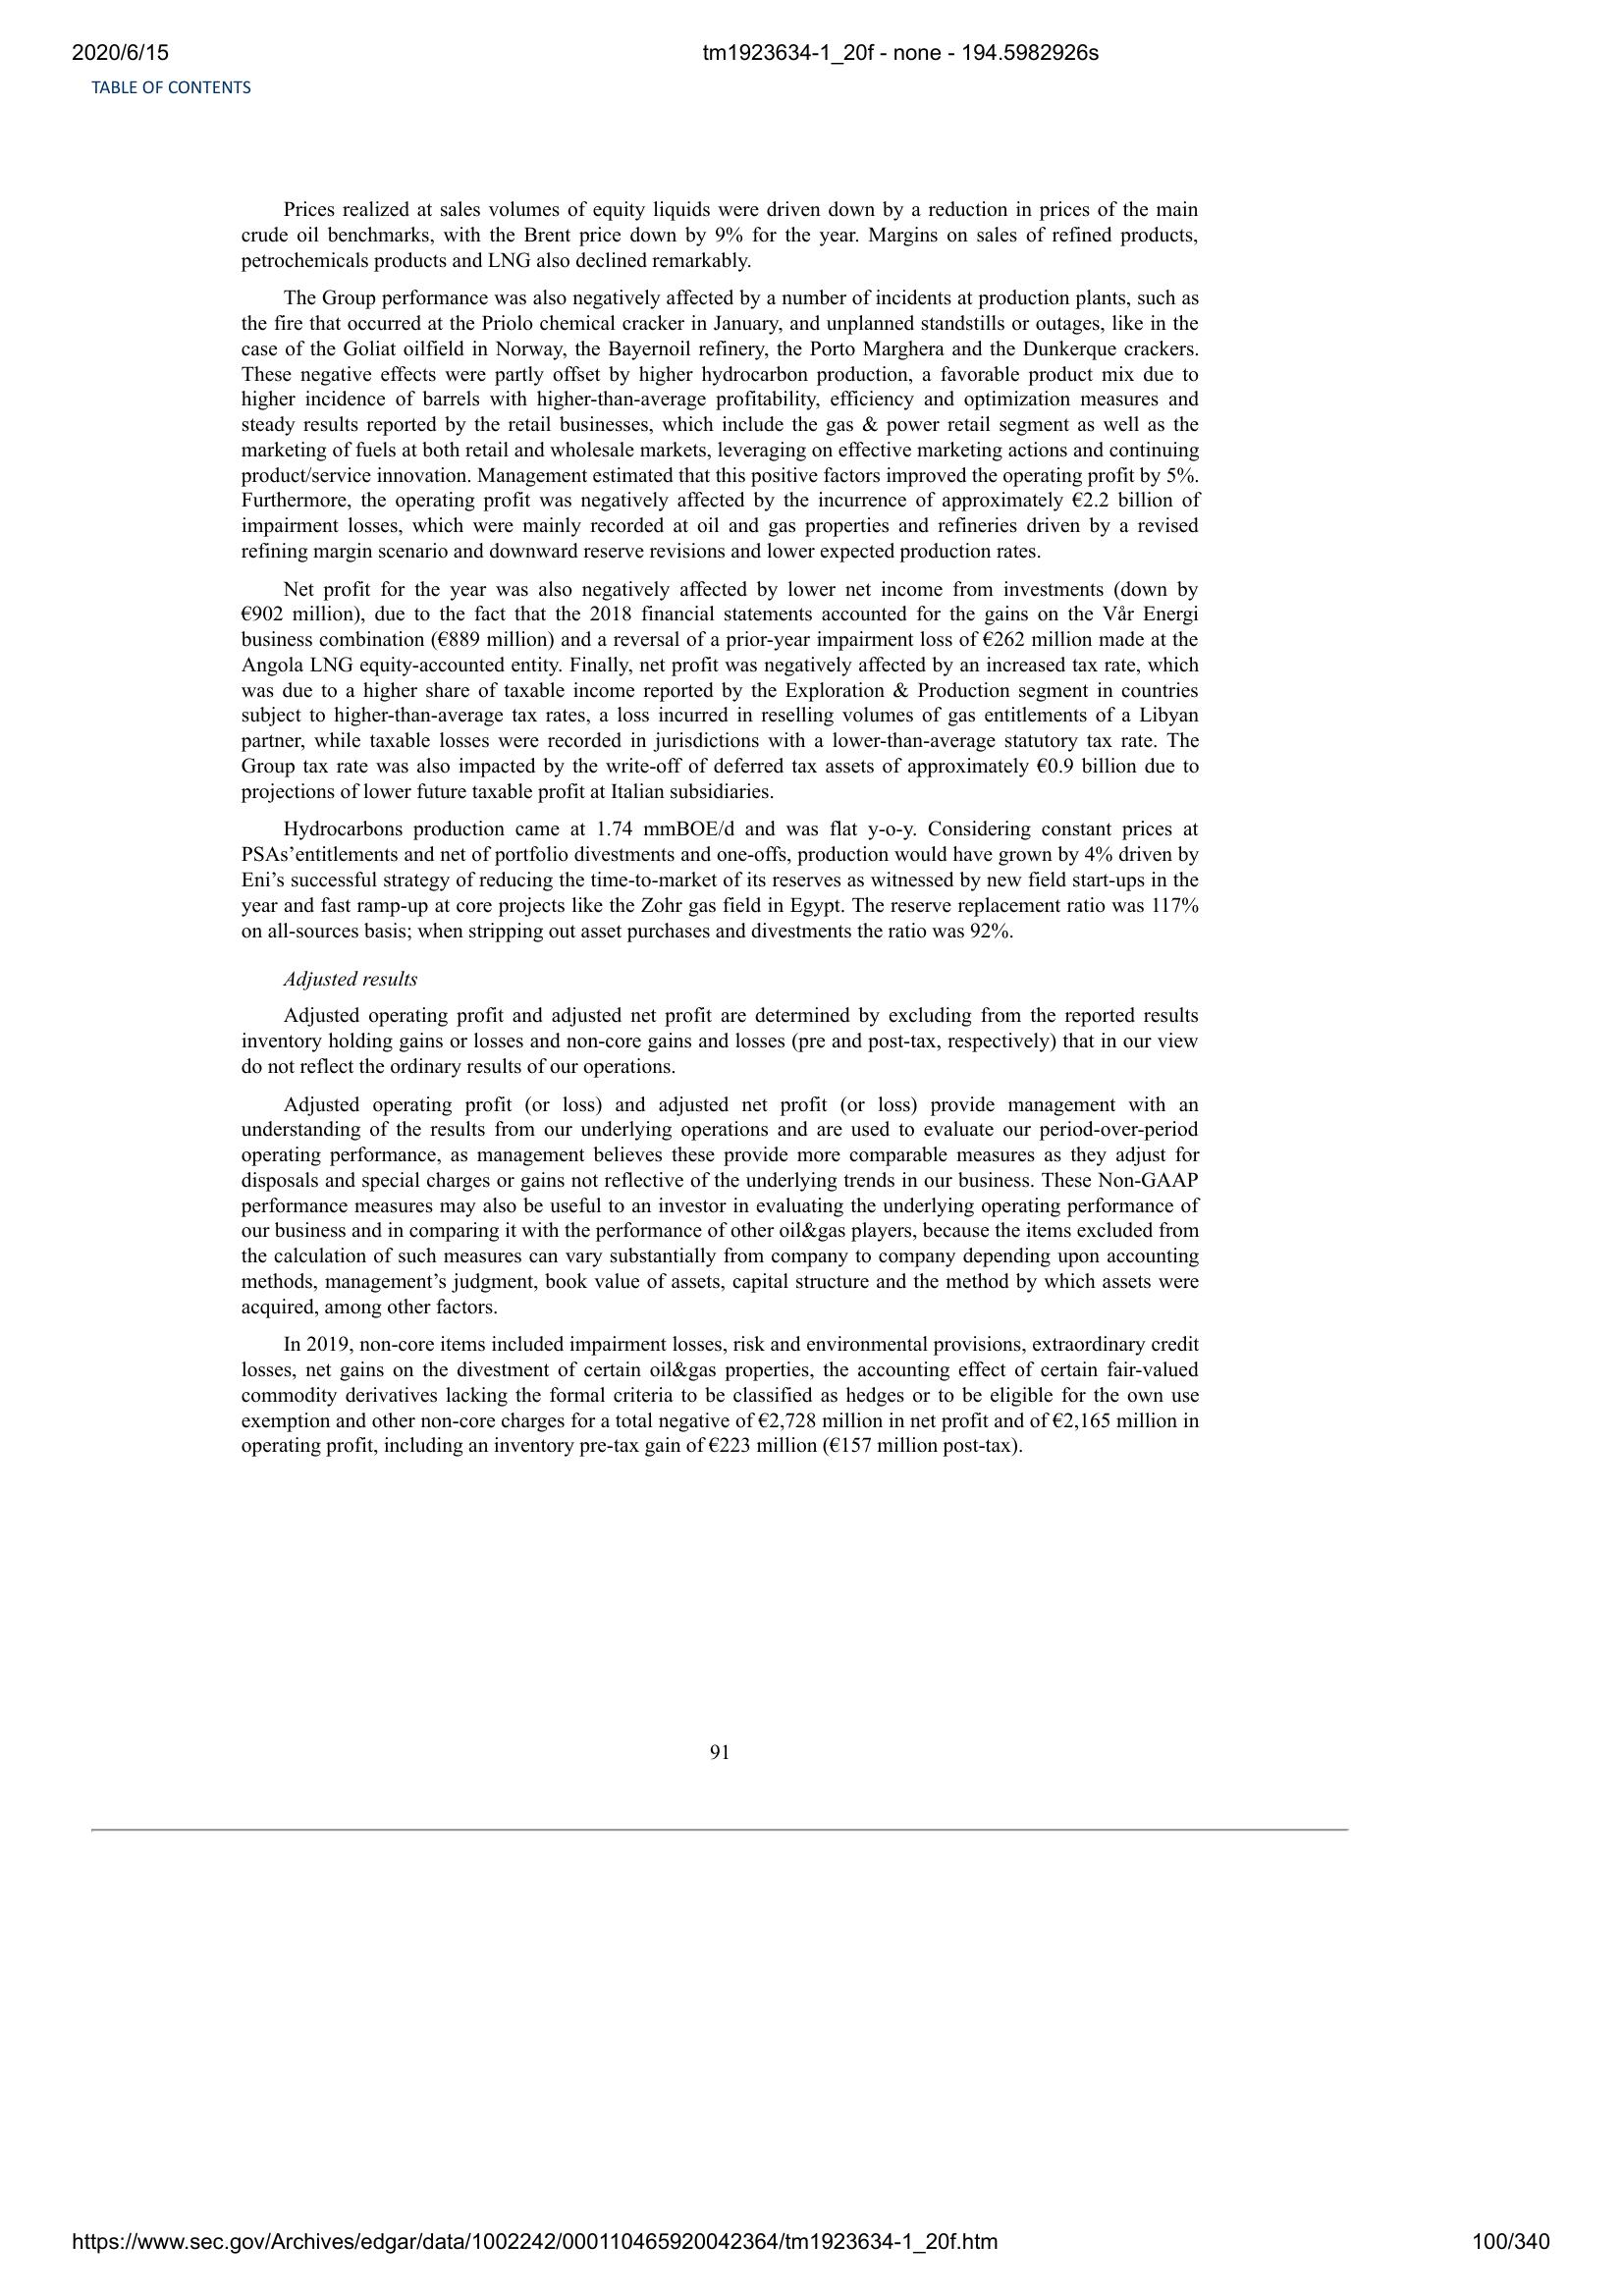 2020/6/15
tm1923634-1_20f - none - 194.5982926s
TABLE OF CONTENTS
Prices realized at sales volumes of equity liquids were driven down by a reduction in prices of the main
crude oil benchmarks, with the Brent price down by 9% for the year. Margins on sales of refined products,
petrochemicals products and LNG also declined remarkably.
The Group performance was also negatively affected by a number of incidents at production plants, such as
the fire that occurred at the Priolo chemical cracker in January, and unplanned standstills or outages, like in the
case of the Goliat oilfield in Norway, the Bayernoil refinery, the Porto Marghera and the Dunkerque crackers.
These negative effects were partly offset by higher hydrocarbon production, a favorable product mix due to
higher incidence of barrels with higher-than-average profitability, efficiency and optimization measures and
steady results reported by the retail businesses, which include the gas & power retail segment as well as the
marketing of fuels at both retail and wholesale markets, leveraging on effective marketing actions and continuing
product/service innovation. Management estimated that this positive factors improved the operating profit by 5%.
Furthermore, the operating profit was negatively affected by the incurrence of approximately €2.2 billion of
impairment losses, which were mainly recorded at oil and gas properties and refineries driven by a revised
refining margin scenario and downward reserve revisions and lower expected production rates.
Net profit for the year was also negatively affected by lower net income from investments (down by
€902 million), due to the fact that the 2018 financial statements accounted for the gains on the Vår Energi
business combination (€889 million) and a reversal of a prior-year impairment loss of €262 million made at the
Angola LNG equity-accounted entity. Finally, net profit was negatively affected by an increased tax rate, which
was due to a higher share of taxable income reported by the Exploration & Production segment in countries
subject to higher-than-average tax rates, a loss incurred in reselling volumes of gas entitlements of a Libyan
partner, while taxable losses were recorded in jurisdictions with a lower-than-average statutory tax rate. The
Group tax rate was also impacted by the write-off of deferred tax assets of approximately €0.9 billion due to
projections of lower future taxable profit at Italian subsidiaries.
Hydrocarbons production came at 1.74 mmBOE/d and was flat y-o-y. Considering constant prices at
PSAs’entitlements and net of portfolio divestments and one-offs, production would have grown by 4% driven by
Eni’s successful strategy of reducing the time-to-market of its reserves as witnessed by new field start-ups in the
year and fast ramp-up at core projects like the Zohr gas field in Egypt. The reserve replacement ratio was 117%
on all-sources basis; when stripping out asset purchases and divestments the ratio was 92%.
Adjusted results
Adjusted operating profit and adjusted net profit are determined by excluding from the reported results
inventory holding gains or losses and non-core gains and losses (pre and post-tax, respectively) that in our view
do not reflect the ordinary results of our operations.
Adjusted operating profit (or loss) and adjusted net profit (or loss) provide management with an
understanding of the results from our underlying operations and are used to evaluate our period-over-period
operating performance, as management believes these provide more comparable measures as they adjust for
disposals and special charges or gains not reflective of the underlying trends in our business. These Non-GAAP
performance measures may also be useful to an investor in evaluating the underlying operating performance of
our business and in comparing it with the performance of other oil&gas players, because the items excluded from
the calculation of such measures can vary substantially from company to company depending upon accounting
methods, management’s judgment, book value of assets, capital structure and the method by which assets were
acquired, among other factors.
In 2019, non-core items included impairment losses, risk and environmental provisions, extraordinary credit
losses, net gains on the divestment of certain oil&gas properties, the accounting effect of certain fair-valued
commodity derivatives lacking the formal criteria to be classified as hedges or to be eligible for the own use
exemption and other non-core charges for a total negative of €2,728 million in net profit and of €2,165 million in
operating profit, including an inventory pre-tax gain of €223 million (€157 million post-tax).
91
https://www.sec.gov/Archives/edgar/data/1002242/000110465920042364/tm1923634-1_20f.htm
100/340